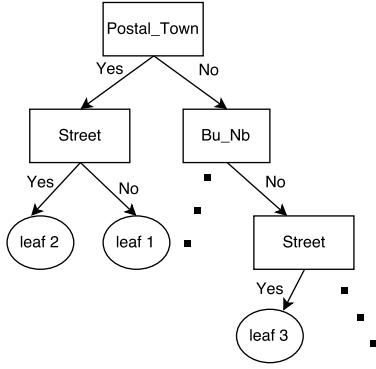 Postal_Town
Yes
No
Street
Bu_Nb
Yes
No
No
leaf 2
leaf 1
Street
Yes
leaf 3